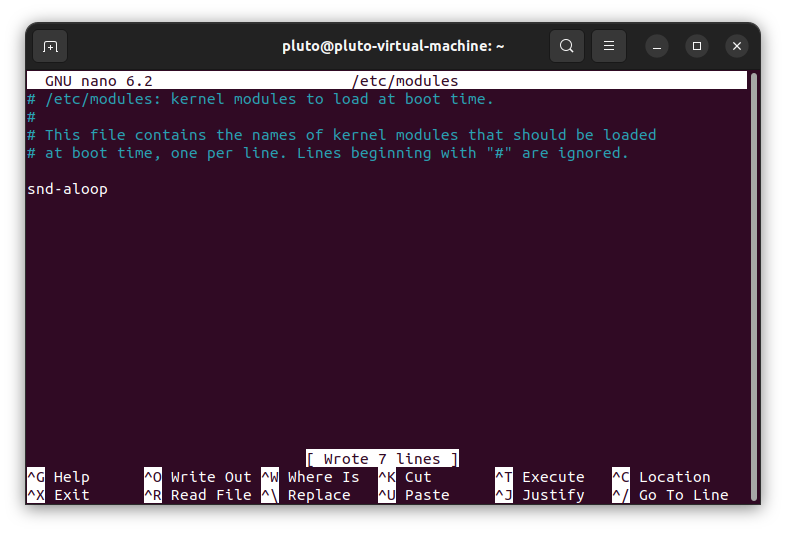 pluto@pluto-virtual-machine: ~
GNU nano 6.2 /etc/modules
# /etc/modules: kernel modules to load at boot time.
#
# This file contains the names of kernel modules that should be loaded
# at boot time, one per line. Lines beginning with "#" are ignored.
snd-aloop
[ Wrote 7 lines ]
^G Help ^O Write Out ^W Where Is ^K Cut ^T Execute ^C Location
^X Exit ^R Read File ^\ Replace ^U Paste ^J Justify ^/ Go To Line